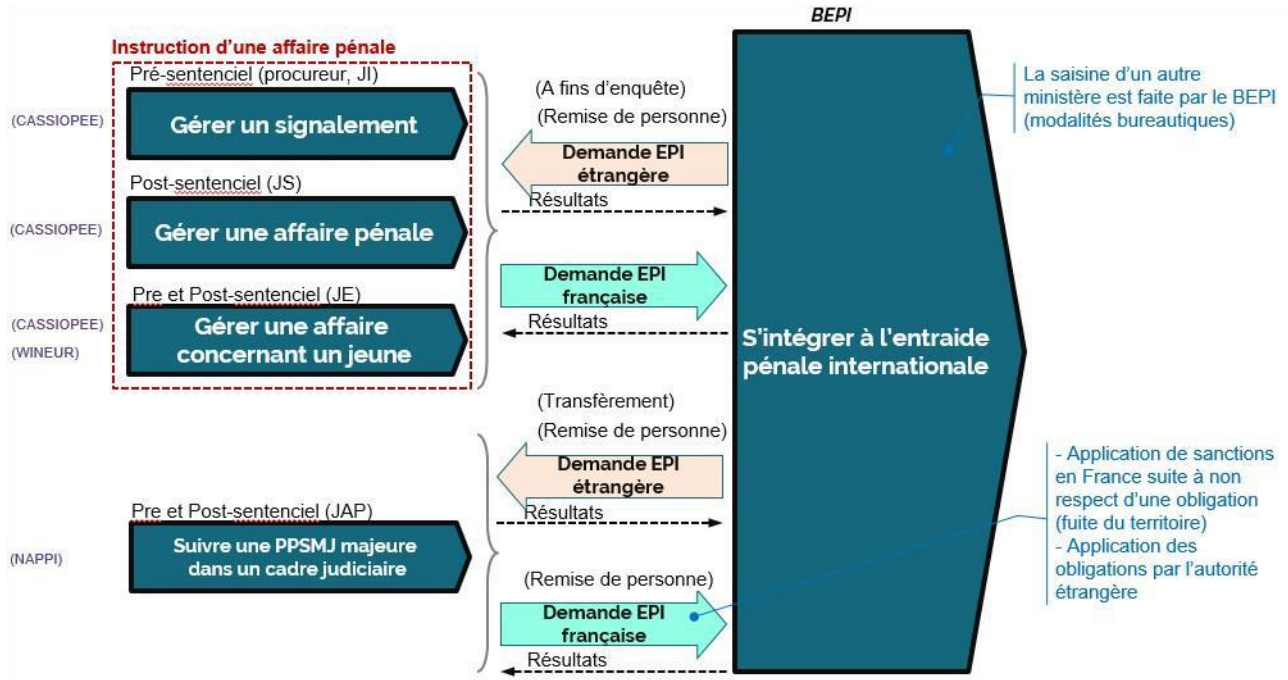 BEPI
Instruction d’une affaire pénale
Pré-sentenciel (procureur, JI)
(CASSIOPEE)
Gérer un signalement
Post-sentenciel (JS)
(CASSIOPEE)
Gérer une affaire pénale
Pre et Post-sentenciel (JE)
(CASSIOPEE)
(WINEUR)
Gérer une affaire
concernant un jeune
(A fins d’enquête)
(Remise de personne)
Demande EPI
étrangère
Résultats
Demande EPI
française
Résultats
S’intégrer à l’entraide
pénale internationale
La saisine d’un autre
ministère est faite par le BEPI
(modalités bureautiques)
(Transfèrement)
(Remise de personne)
Demande EPI
étrangère
Résultats
Pre et Post-sentenciel (JAP)
(NAPPI)
Suivre une PPSMJ majeure
dans un cadre judiciaire
(Remise de personne)
Demande EPI
française
Résultats
- Application de sanctions
en France suite à non
respect d’une obligation
(fuite du territoire)
- Application des
obligations par l’autorité
étrangère